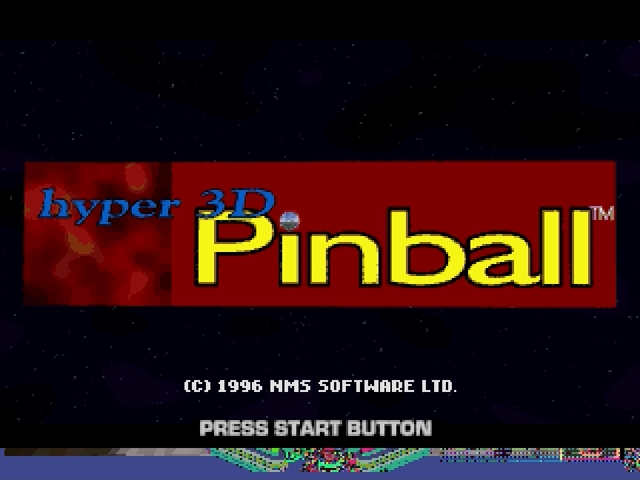 hyper 3D
Pinball™
(C) 1996 NMS SOFTWARE LTD.
PRESS START BUTTON